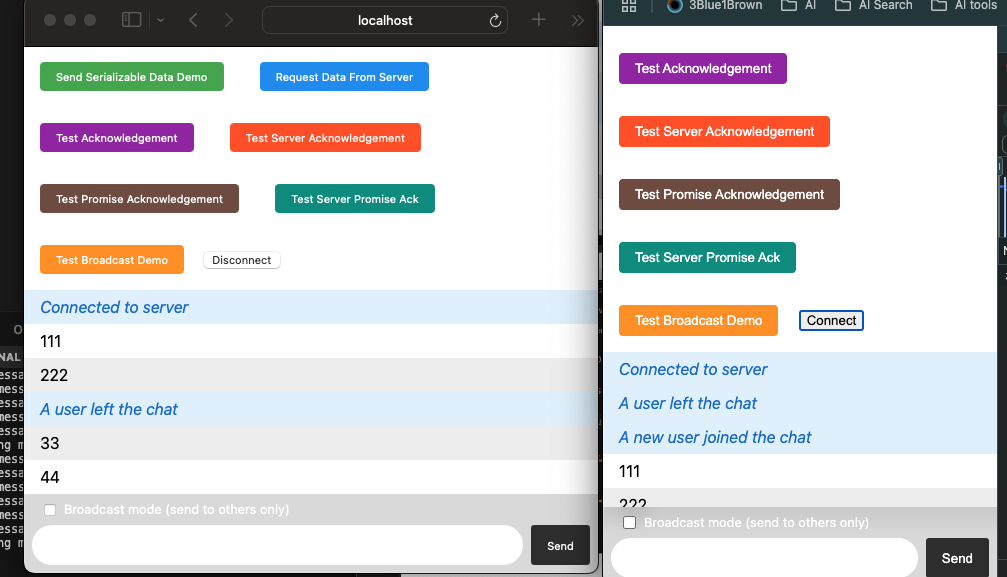 localhost
Send Serializable Data Demo
Request Data From Server
Test Acknowledgement
Test Server Acknowledgement
Test Promise Acknowledgement
Test Server Promise Ack
Test Broadcast Demo
Disconnect
Connected to server
111
222
A user left the chat
33
44
Broadcast mode (send to others only)
Send
3Blue1Brown
AI
AI Search
AI tools
Test Acknowledgement
Test Server Acknowledgement
Test Promise Acknowledgement
Test Server Promise Ack
Test Broadcast Demo
Connect
Connected to server
A user left the chat
A new user joined the chat
111
222
Broadcast mode (send to others only)
Send